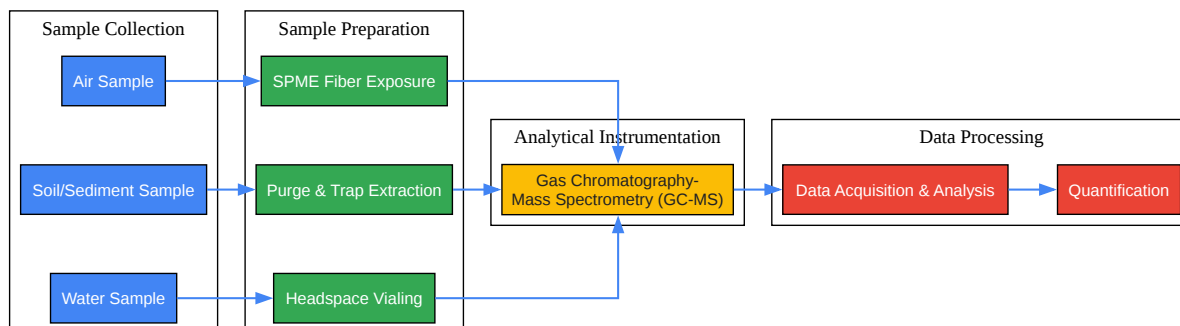 Sample Collection
Sample Preparation
Air Sample
SPME Fiber Exposure
Analytical Instrumentation
Data Processing
Soil/Sediment Sample
Purge & Trap Extraction
Gas Chromatography-
Mass Spectrometry (GC-MS)
Data Acquisition & Analysis
Quantification
Water Sample
Headspace Vialing